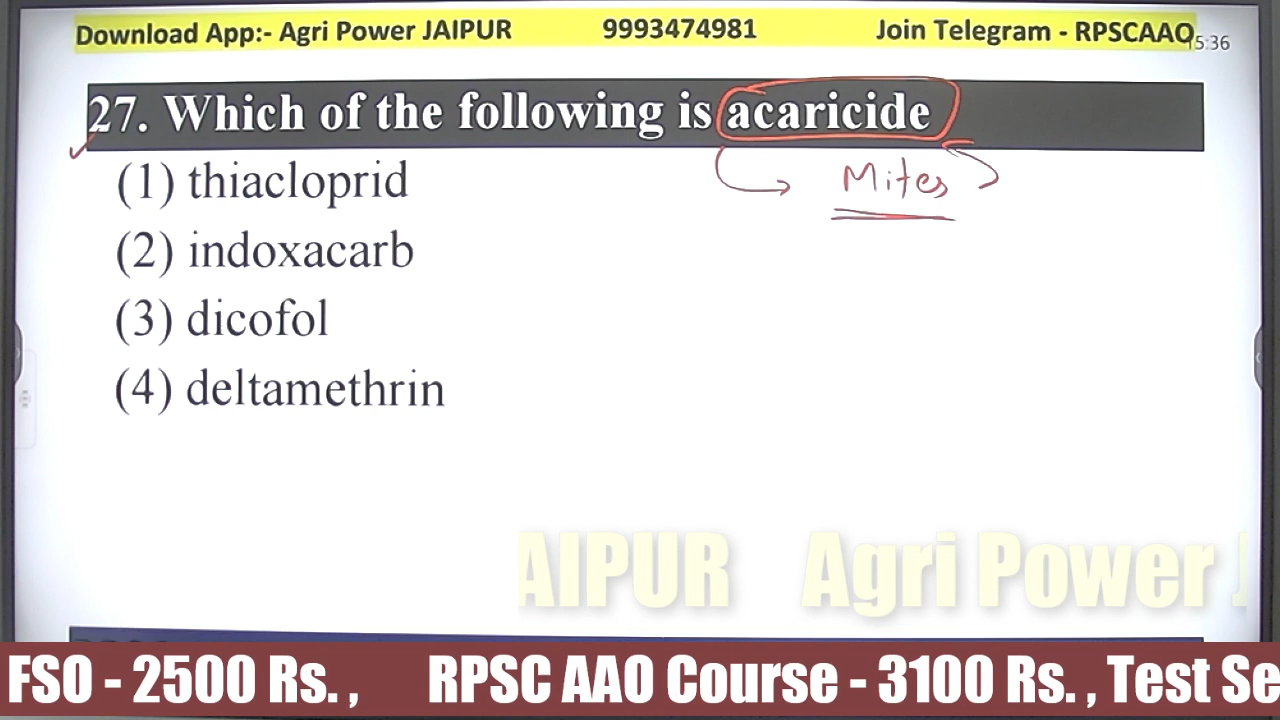 Download App:- Agri Power JAIPUR 9993474981 Join Telegram - RPSCAAO
15:36
27. Which of the following is acaricide
Mites
(1) thiacloprid
(2) indoxacarb
(3) dicofol
(4) deltamethrin
AIPUR Agri Power J
FSO - 2500 Rs. , RPSC AAO Course - 3100 Rs. , Test Se